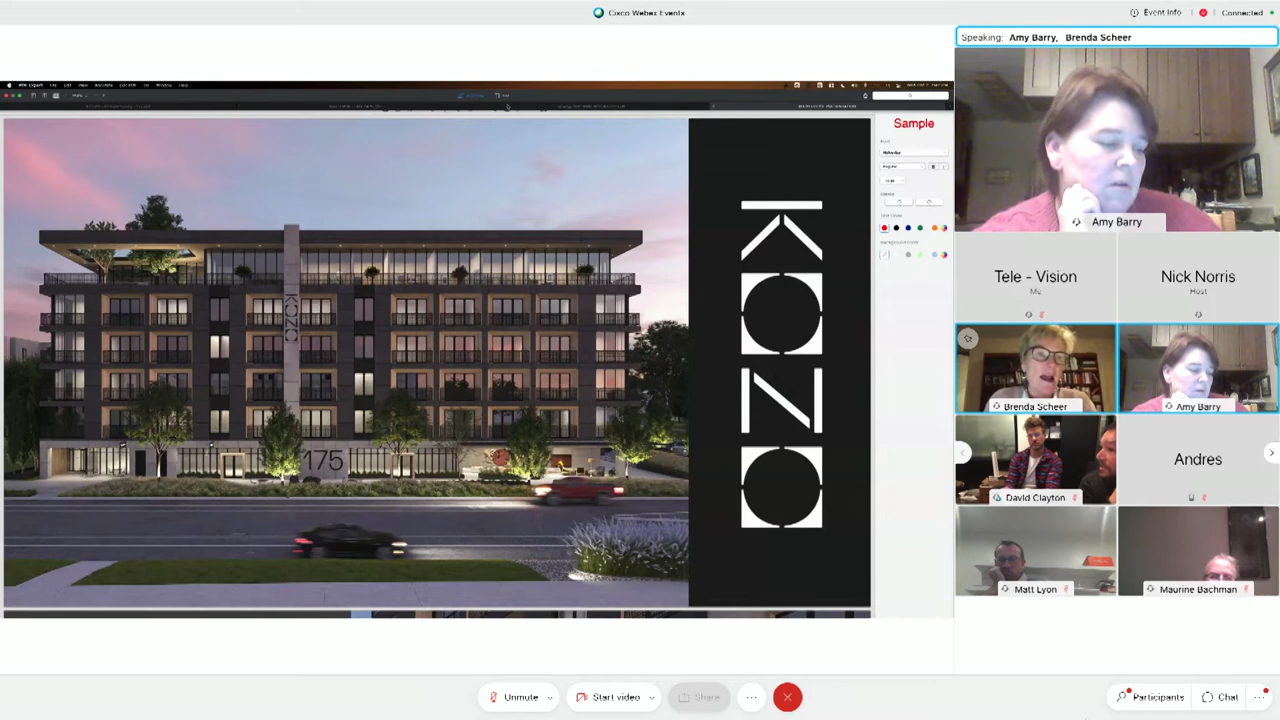 Cisco Webex Events
Event Info
Connected
Speaking: Amy Barry, Brenda Scheer
Sample
KOZO
KOZO
175
Amy Barry
Tele - Vision
Me
Nick Norris
Host
Brenda Scheer
Amy Barry
David Clayton
Andres
Matt Lyon
Maurine Bachman
Unmute
Start video
Share
Participants
Chat